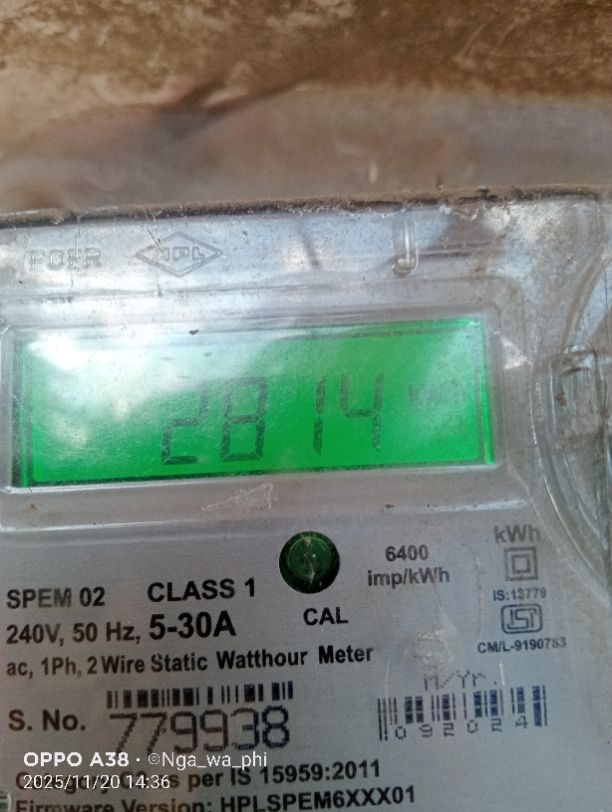 HPL
2814
kWh
6400
imp/kWh
SPEM 02 CLASS 1
CAL
IS:13779
240V, 50 Hz, 5-30A
CM/L-9190783
ac, 1Ph, 2 Wire Static Watthour Meter
M/Yr.
S. No. 779938
092024
OPPO A38 · ©Nga_wa_phi
2025/11/20 14:36
per IS 15959:2011
Firmware Version: HPLSPEM6XXX01